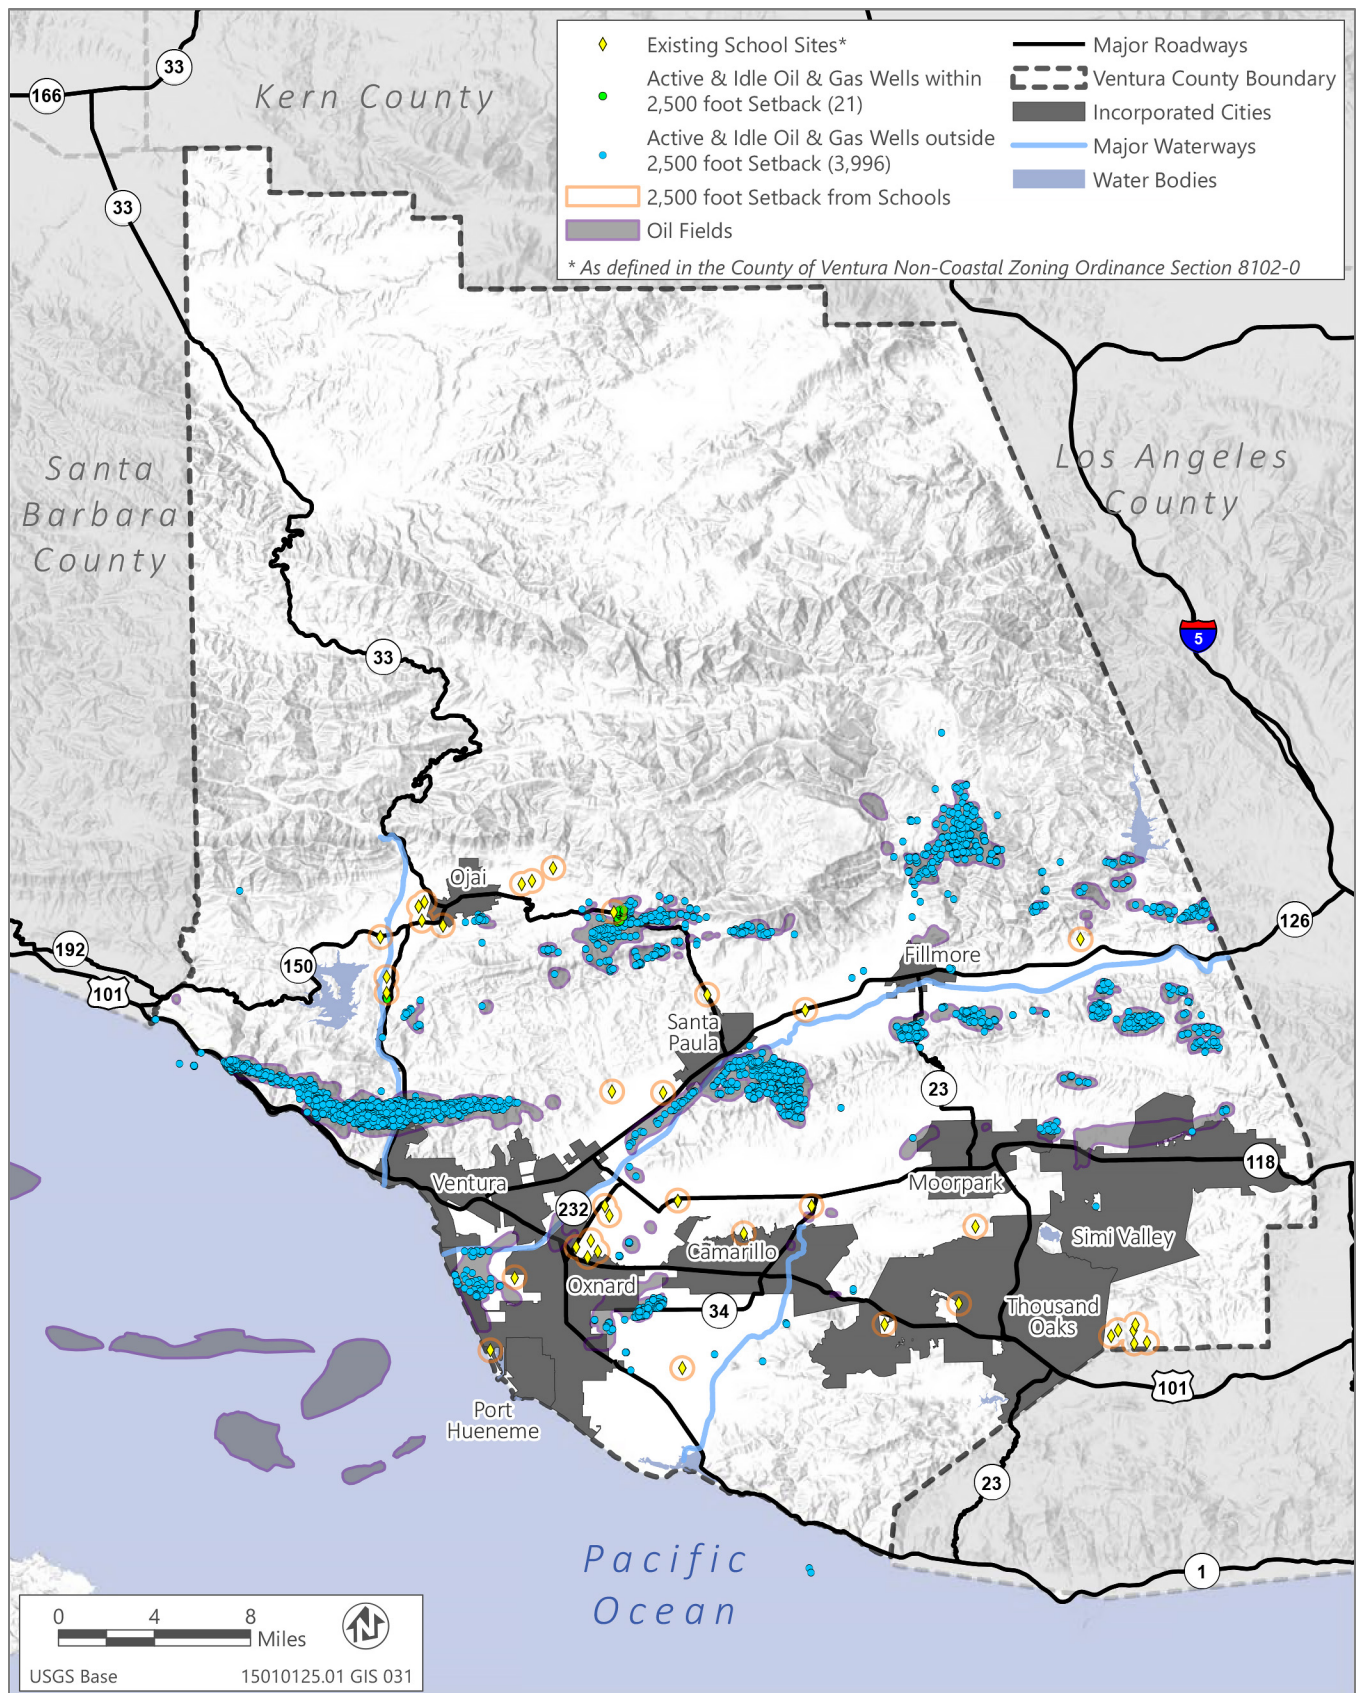 Existing School Sites*
Active & Idle Oil & Gas Wells within
2,500 foot Setback (21)
Active & Idle Oil & Gas Wells outside
2,500 foot Setback (3,996)
2,500 foot Setback from Schools
Oil Fields
Major Roadways
Ventura County Boundary
Incorporated Cities
Major Waterways
Water Bodies
* As defined in the County of Ventura Non-Coastal Zoning Ordinance Section 8102-0
33
166
Kern County
33
Santa
Barbara
County
Los Angeles
County
5
33
Ojai
126
192
150
101
Fillmore
Santa
Paula
23
118
Ventura
232
Moorpark
Simi Valley
Camarillo
Oxnard
34
Thousand
Oaks
101
Port
Hueneme
23
Pacific
Ocean
1
0 4 8
Miles
N
USGS Base 15010125.01 GIS 031